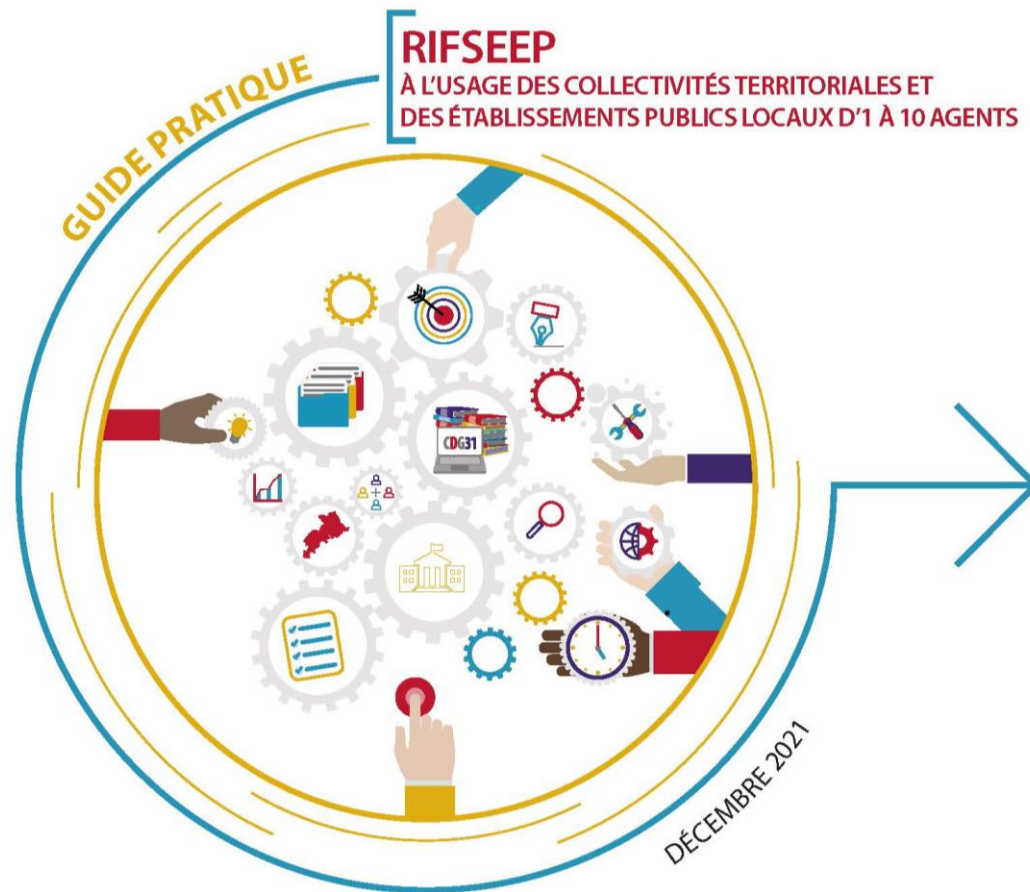 GUIDE PRATIQUE
RIFSEEP
À L'USAGE DES COLLECTIVITÉS TERRITORIALES ET
DES ÉTABLISSEMENTS PUBLICS LOCAUX D'1 À 10 AGENTS
CDG31
DÉCEMBRE 2021